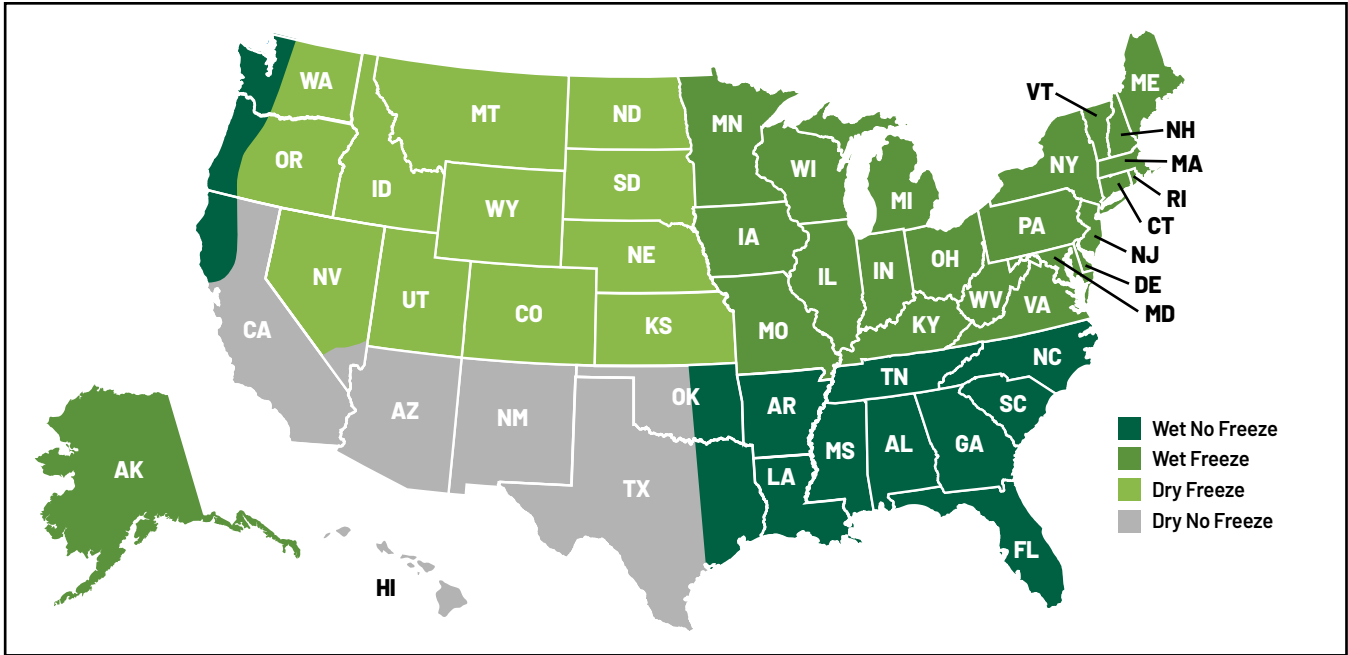 WA
MT
ND
MN
ME
VT
NH
OR
ID
SD
WI
NY
MA
WY
MI
RI
IA
PA
CT
NE
NJ
NV
UT
IL
IN
OH
DE
CO
KS
MO
WV
VA
MD
CA
KY
NC
TN
AZ
NM
OK
AR
SC
AK
TX
LA
MS
AL
GA
FL
HI
Wet No Freeze
Wet Freeze
Dry Freeze
Dry No Freeze